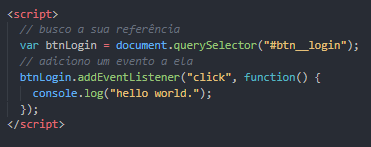 <script>
// busco a sua referência
var btnLogin = document.querySelector("#btn__login");
// adiciono um evento a ela
btnLogin.addEventListener("click", function() {
console.log("hello world.");
});
</script>